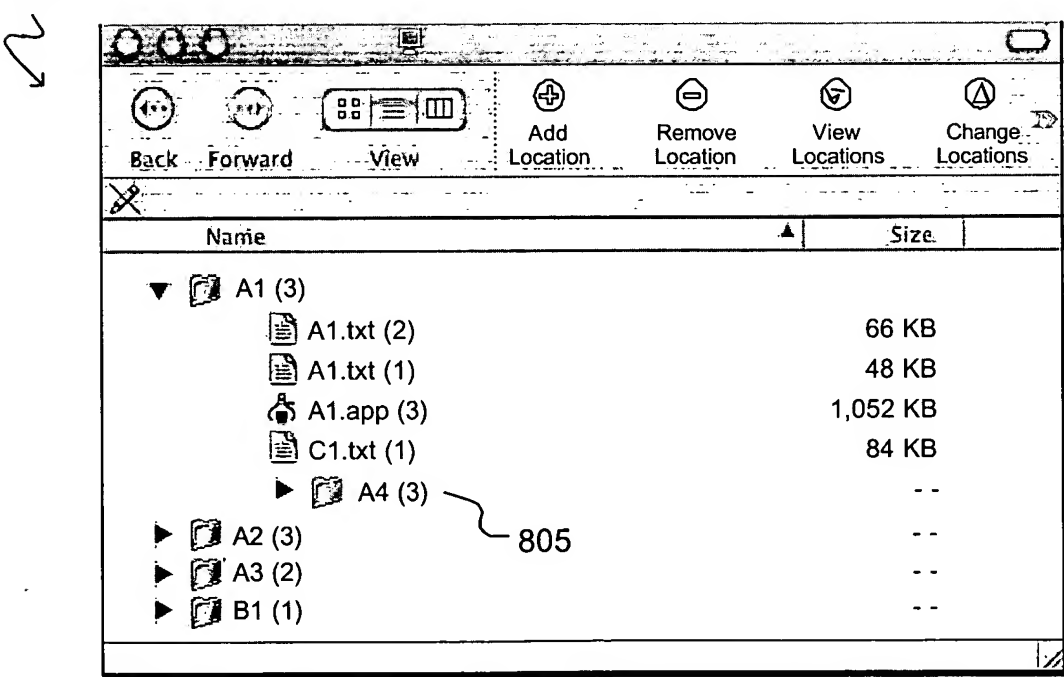 Add Remove View Change
Back Forward View Location Location Locations Locations
Name Size
A1 (3)
A1.txt (2) 66 KB
A1.txt (1) 48 KB
A1.app (3) 1,052 KB
C1.txt (1) 84 KB
A4 (3) - -
805
A2 (3) - -
A3 (2) - -
B1 (1) - -